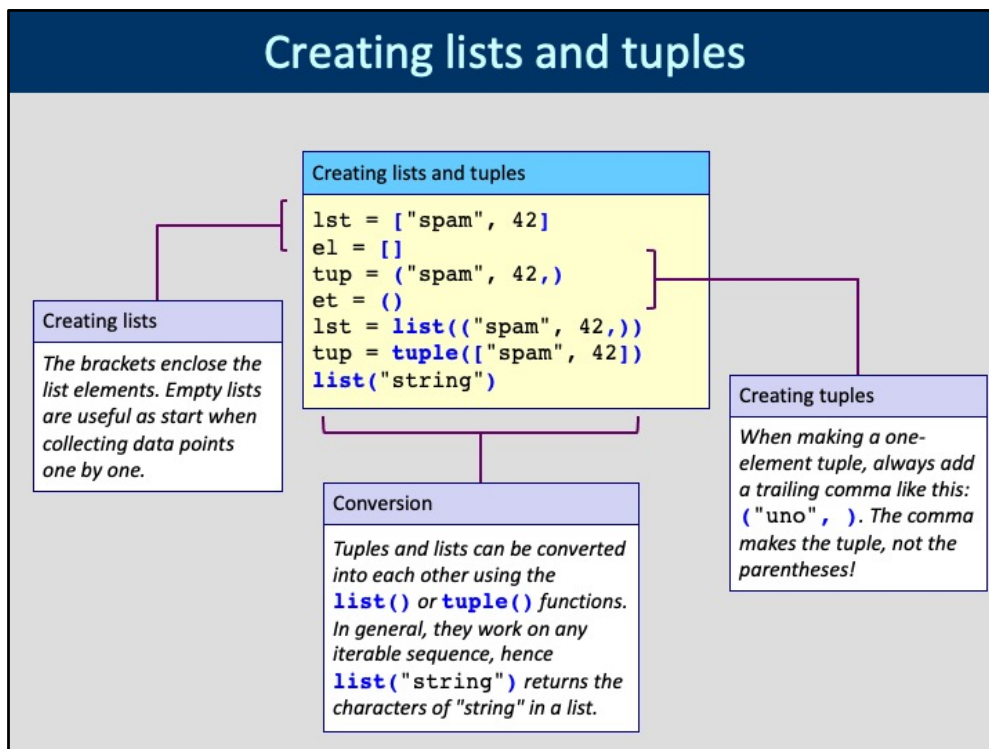 Creating lists and tuples
Creating lists and tuples
lst = ["spam", 42]
el = []
tup = ("spam", 42,)
et = ()
lst = list(("spam", 42,))
tup = tuple(["spam", 42])
list("string")
Creating lists
The brackets enclose the
list elements. Empty lists
are useful as start when
collecting data points
one by one.
Creating tuples
When making a one-
element tuple, always add
a trailing comma like this:
("uno", ). The comma
makes the tuple, not the
parentheses!
Conversion
Tuples and lists can be converted
into each other using the
list() or tuple() functions.
In general, they work on any
iterable sequence, hence
list("string") returns the
characters of "string" in a list.